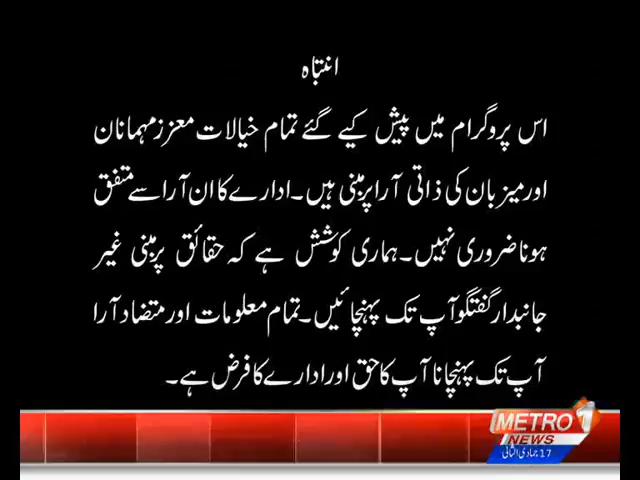 انتباہ
اس پروگرام میں پیش کیے گئے تمام خیالات معزز مہمانان
اور میزبان کی ذاتی آرا پر مبنی ہیں۔ ادارے کا ان آرا سے متفق
ہونا ضروری نہیں۔ ہماری کوشش ہے کہ حقائق پر مبنی غیر
جانبدار گفتگو آپ تک پہنچائیں۔ تمام معلومات اور متضاد آرا
آپ تک پہنچانا آپ کا حق اور ادارے کا فرض ہے۔
METRO 1
NEWS
17 جمادی الثانی